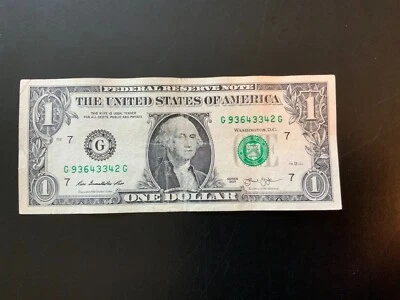 FEDERAL RESERVE NOTE
1 THE UNITED STATES OF AMERICA 1
THIS NOTE IS LEGAL TENDER
FOR ALL DEBTS, PUBLIC AND PRIVATE
G 93643342 G
WASHINGTON, D.C.
7 7
G
G 93643342 G
7 7
SERIES
1 ONE DOLLAR 1